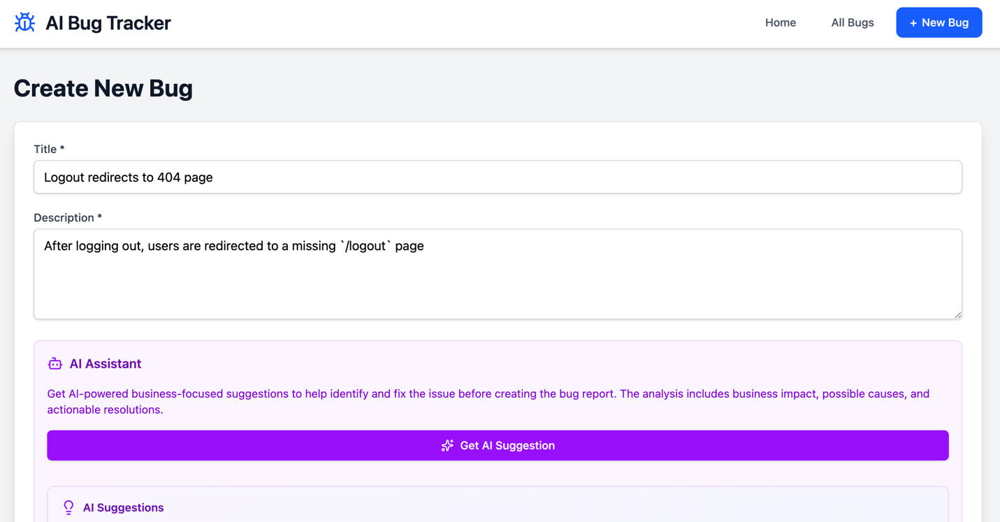 AI Bug Tracker
Home
All Bugs
+ New Bug
Create New Bug
Title *
Logout redirects to 404 page
Description *
After logging out, users are redirected to a missing `/logout` page
AI Assistant
Get AI-powered business-focused suggestions to help identify and fix the issue before creating the bug report. The analysis includes business impact, possible causes, and
actionable resolutions.
Get AI Suggestion
AI Suggestions